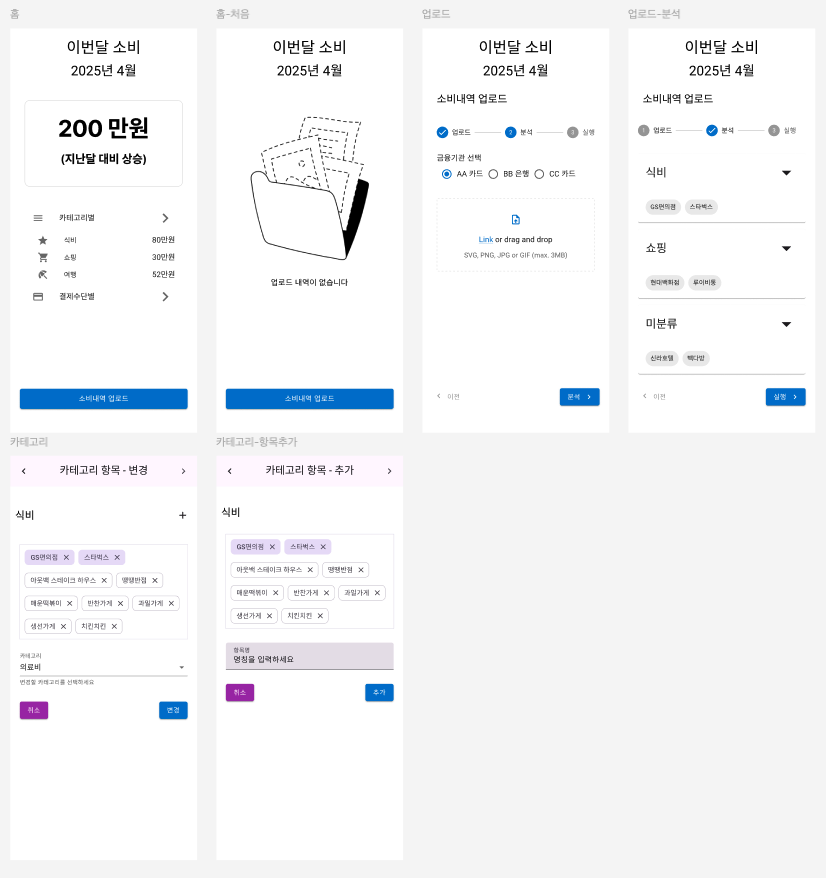 홈
이번달 소비
2025년 4월
200 만원
(지난달 대비 상승)
카테고리별
식비 80만원
쇼핑 30만원
여행 52만원
결제수단별
소비내역 업로드
홈-처음
이번달 소비
2025년 4월
업로드 내역이 없습니다
소비내역 업로드
업로드
이번달 소비
2025년 4월
소비내역 업로드
업로드 2 분석 3 실행
금융기관 선택
AA 카드 BB 은행 CC 카드
Link or drag and drop
SVG, PNG, JPG or GIF (max. 3MB)
이전 분석
업로드-분석
이번달 소비
2025년 4월
소비내역 업로드
1 업로드 분석 3 실행
식비
GS편의점 스타벅스
쇼핑
현대백화점 루이비통
미분류
신라호텔 빽다방
이전 실행
카테고리
카테고리 항목 - 변경
식비
GS편의점 스타벅스
아웃백 스테이크 하우스 땡땡반점
매운떡볶이 반찬가게 과일가게
생선가게 치킨치킨
카테고리
의료비
변경할 카테고리를 선택하세요
취소 변경
카테고리-항목추가
카테고리 항목 - 추가
식비
GS편의점 스타벅스
아웃백 스테이크 하우스 땡땡반점
매운떡볶이 반찬가게 과일가게
생선가게 치킨치킨
항목명
명칭을 입력하세요
취소 추가